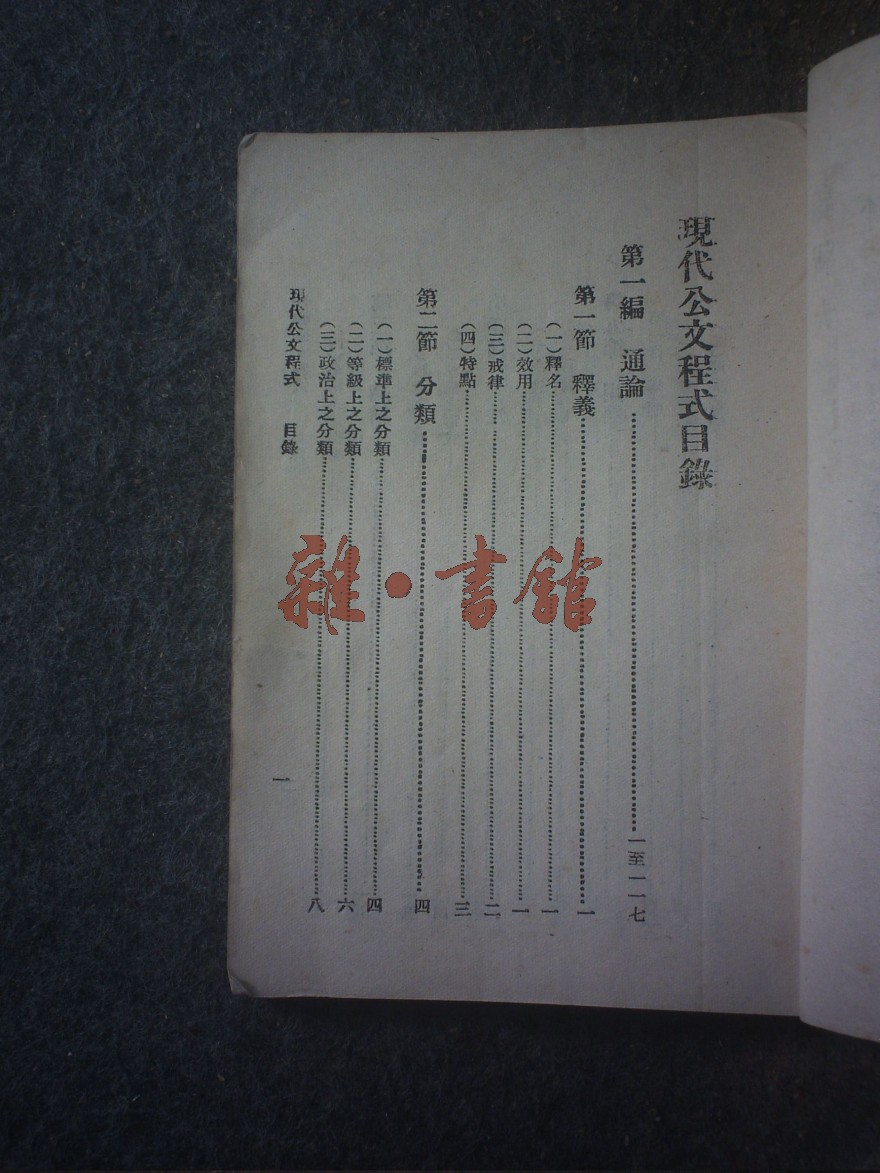 現代公文程式目錄
第一編　通論……一至一一七
第一節　釋義……一
（一）釋名……一
（二）效用……一
（三）戒律……二
（四）特點……三
第二節　分類……四
（一）標準上之分類……四
（二）等級上之分類……六
（三）政治上之分類……八
現代公文程式　目錄
一
雜·書館